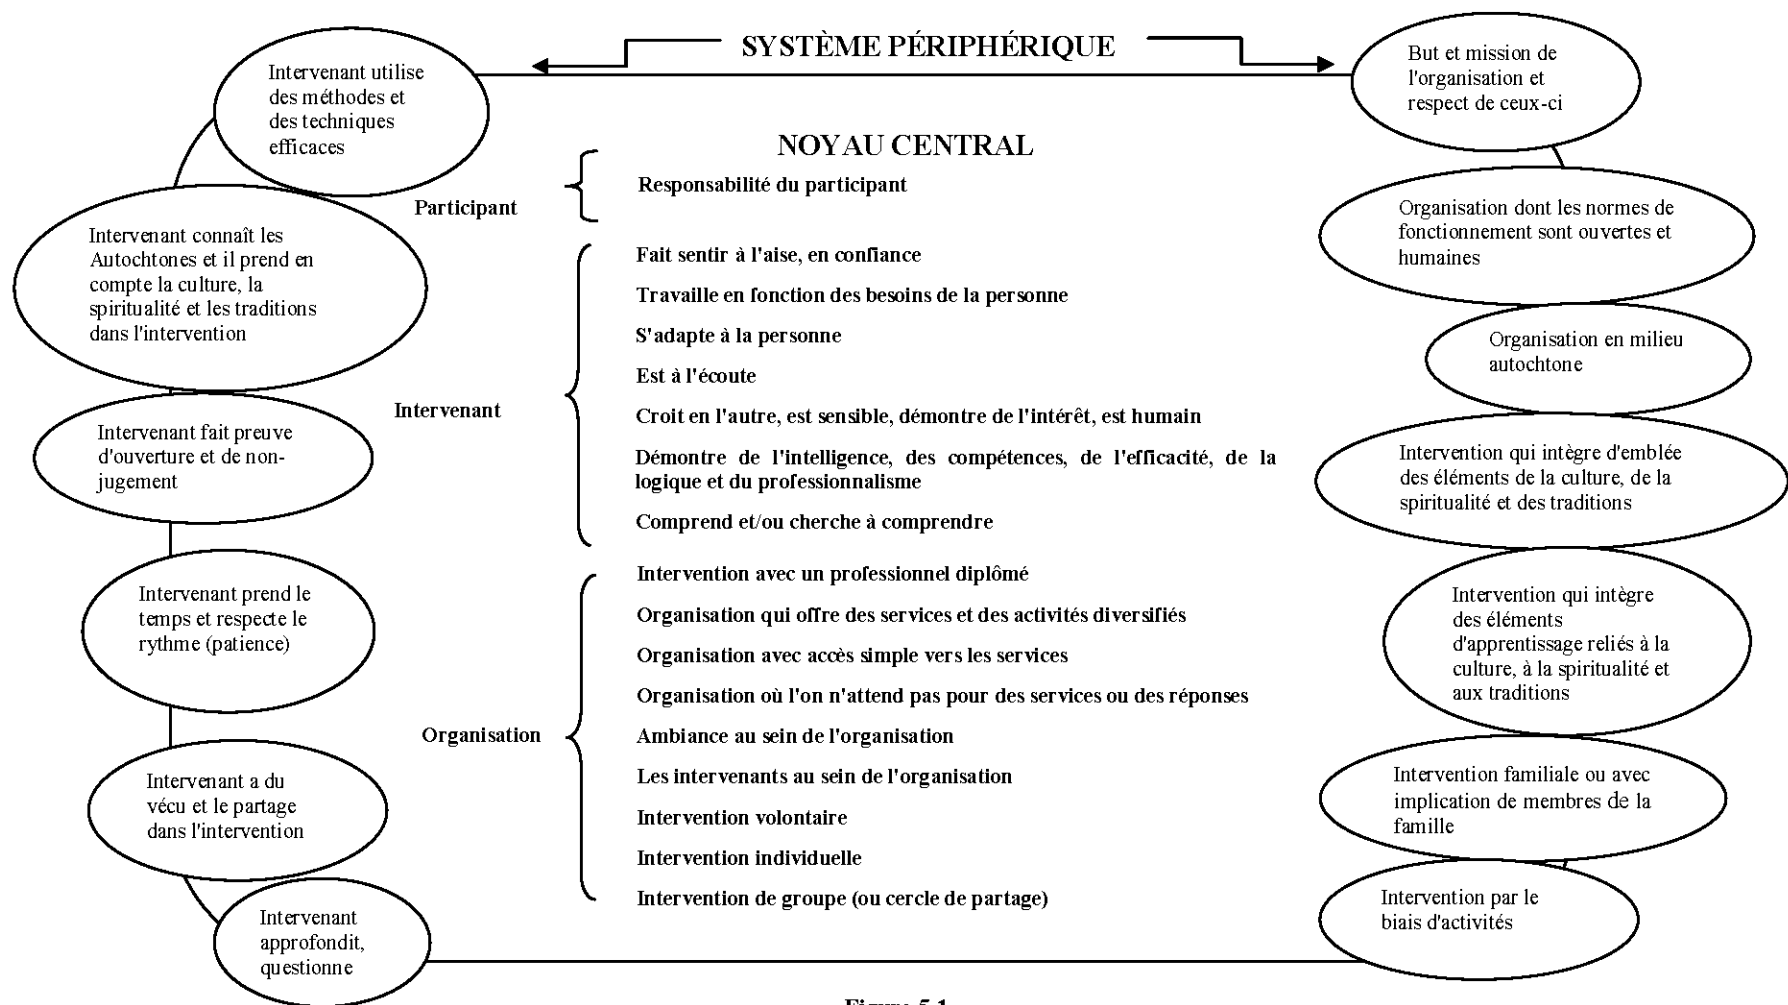 SYSTÈME PÉRIPHÉRIQUE
Intervenant utilise
des méthodes et
des techniques
efficaces
Intervenant connaît les
Autochtones et il prend en
compte la culture, la
spiritualité et les traditions
dans l'intervention
Intervenant fait preuve
d'ouverture et de non-
jugement
Intervenant prend le
temps et respecte le
rythme (patience)
Intervenant a du
vécu et le partage
dans l'intervention
Intervenant
approfondit,
questionne
NOYAU CENTRAL
Participant
Responsabilité du participant
Intervenant
Fait sentir à l'aise, en confiance
Travaille en fonction des besoins de la personne
S'adapte à la personne
Est à l'écoute
Croit en l'autre, est sensible, démontre de l'intérêt, est humain
Démontre de l'intelligence, des compétences, de l'efficacité, de la
logique et du professionnalisme
Comprend et/ou cherche à comprendre
Organisation
Intervention avec un professionnel diplômé
Organisation qui offre des services et des activités diversifiés
Organisation avec accès simple vers les services
Organisation où l'on n'attend pas pour des services ou des réponses
Ambiance au sein de l'organisation
Les intervenants au sein de l'organisation
Intervention volontaire
Intervention individuelle
Intervention de groupe (ou cercle de partage)
But et mission de
l'organisation et
respect de ceux-ci
Organisation dont les normes de
fonctionnement sont ouvertes et
humaines
Organisation en milieu
autochtone
Intervention qui intègre d'emblée
des éléments de la culture, de la
spiritualité et des traditions
Intervention qui intègre
des éléments
d'apprentissage reliés à la
culture, à la spiritualité et
aux traditions
Intervention familiale ou avec
implication de membres de la
famille
Intervention par le
biais d'activités
Figure 5.1